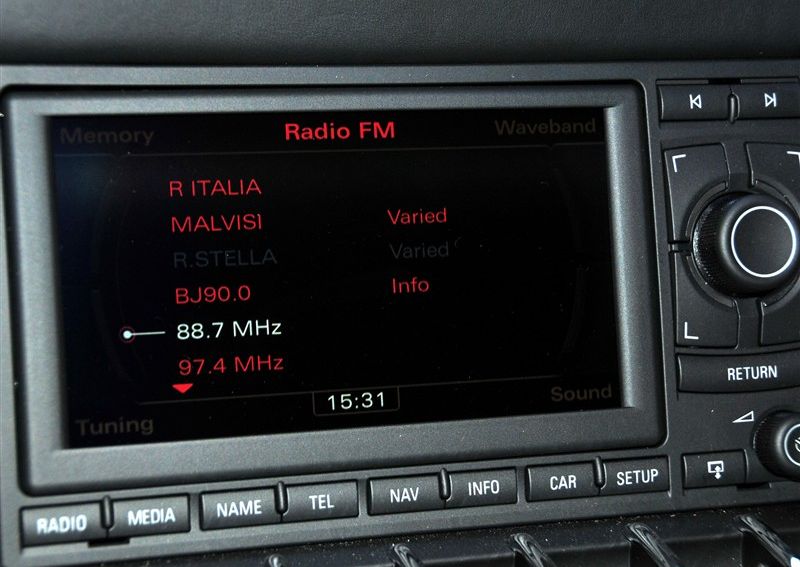 Memory Radio FM Waveband
R ITALIA
MALVISI Varied
R.STELLA Varied
BJ90.0 Info
88.7 MHz
97.4 MHz
15:31
Tuning Sound
RETURN
RADIO MEDIA NAME TEL NAV INFO CAR SETUP